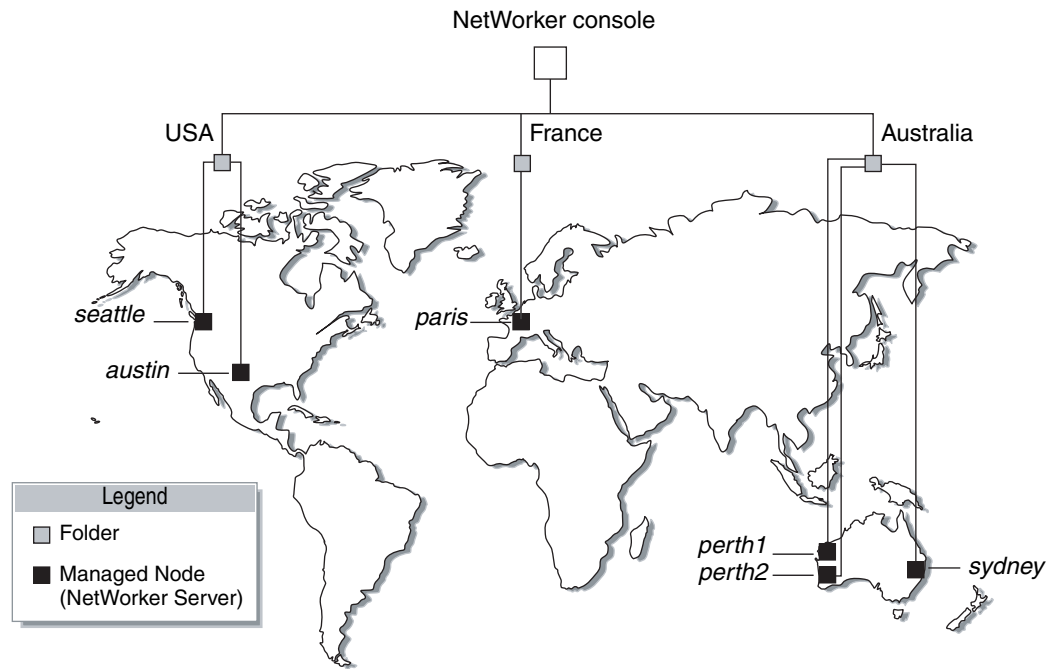 NetWorker console
USA
France
Australia
seattle
paris
austin
Legend
Folder
Managed Node
(NetWorker Server)
perth1
perth2
sydney